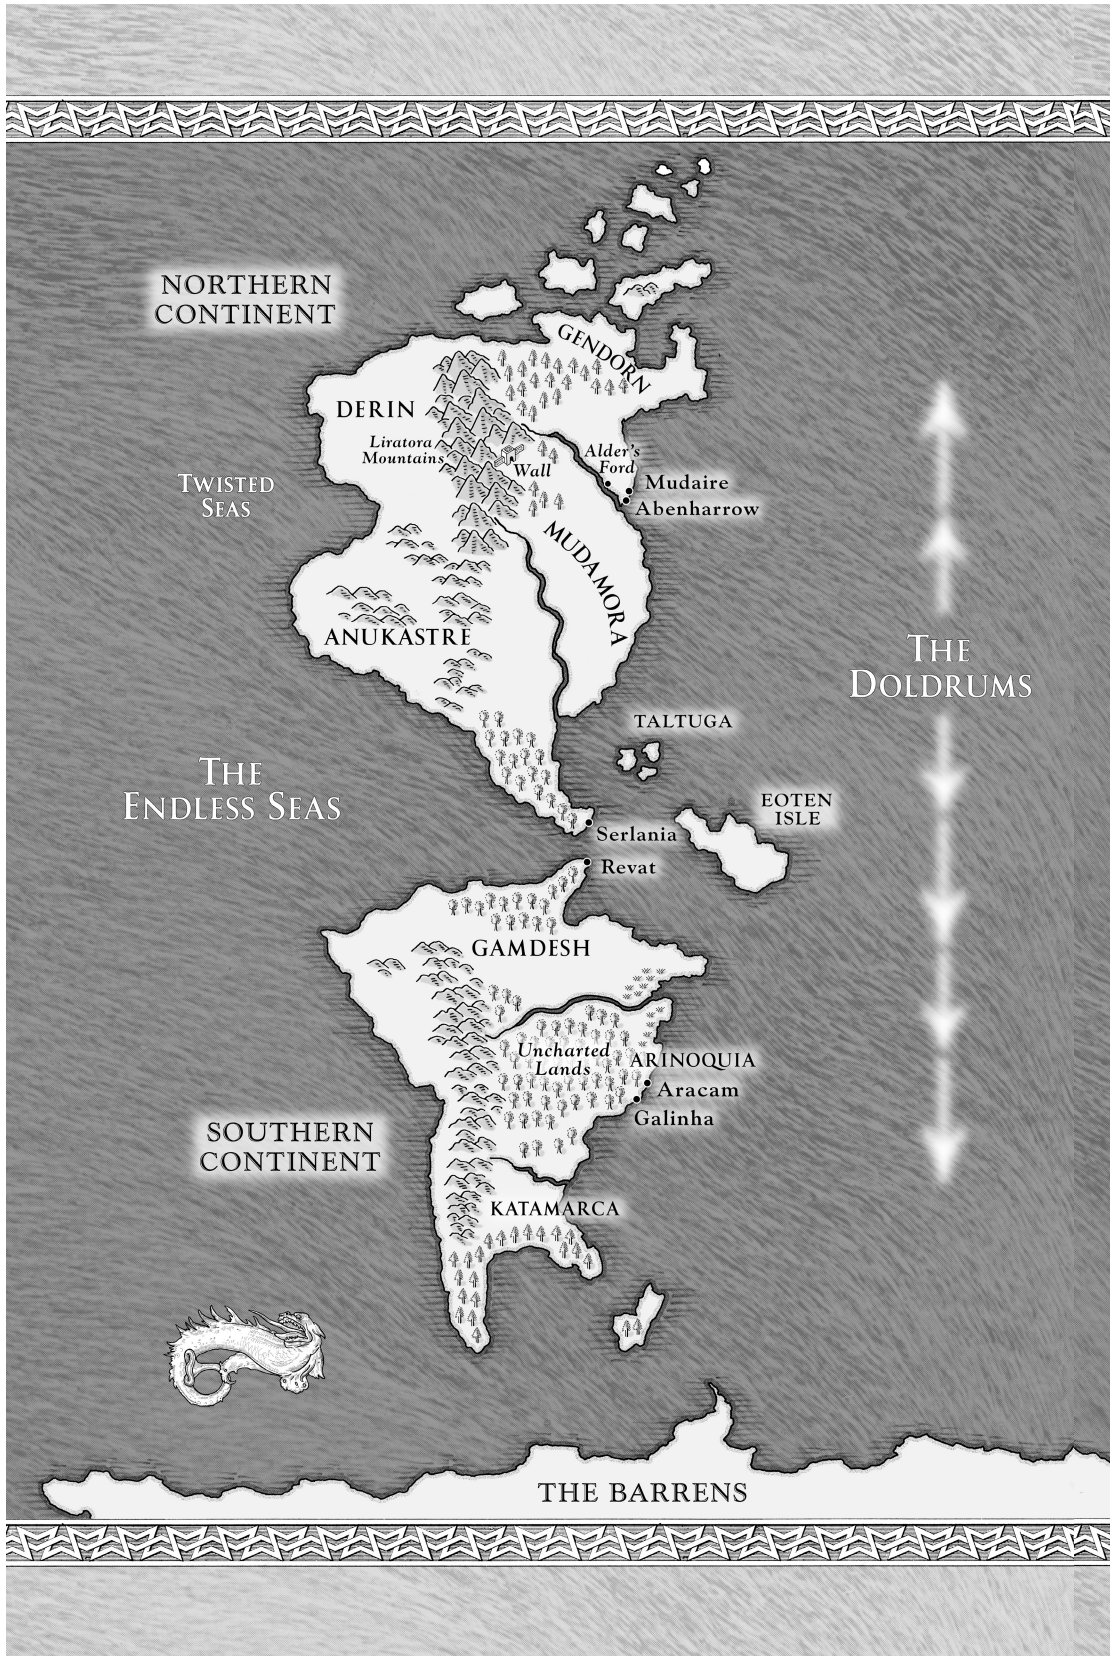 NORTHERN
CONTINENT
GENDORN
DERIN
Liratora
Mountains
Wall
Alder's
Ford
Mudaire
Abenharrow
TWISTED
SEAS
MUDAMORA
ANUKASTRE
THE
DOLDRUMS
TALTUGA
THE
ENDLESS SEAS
EOTEN
ISLE
Serlania
Revat
GAMDESH
Uncharted
Lands
ARINOQUIA
Aracam
Galinha
SOUTHERN
CONTINENT
KATAMARCA
THE BARRENS